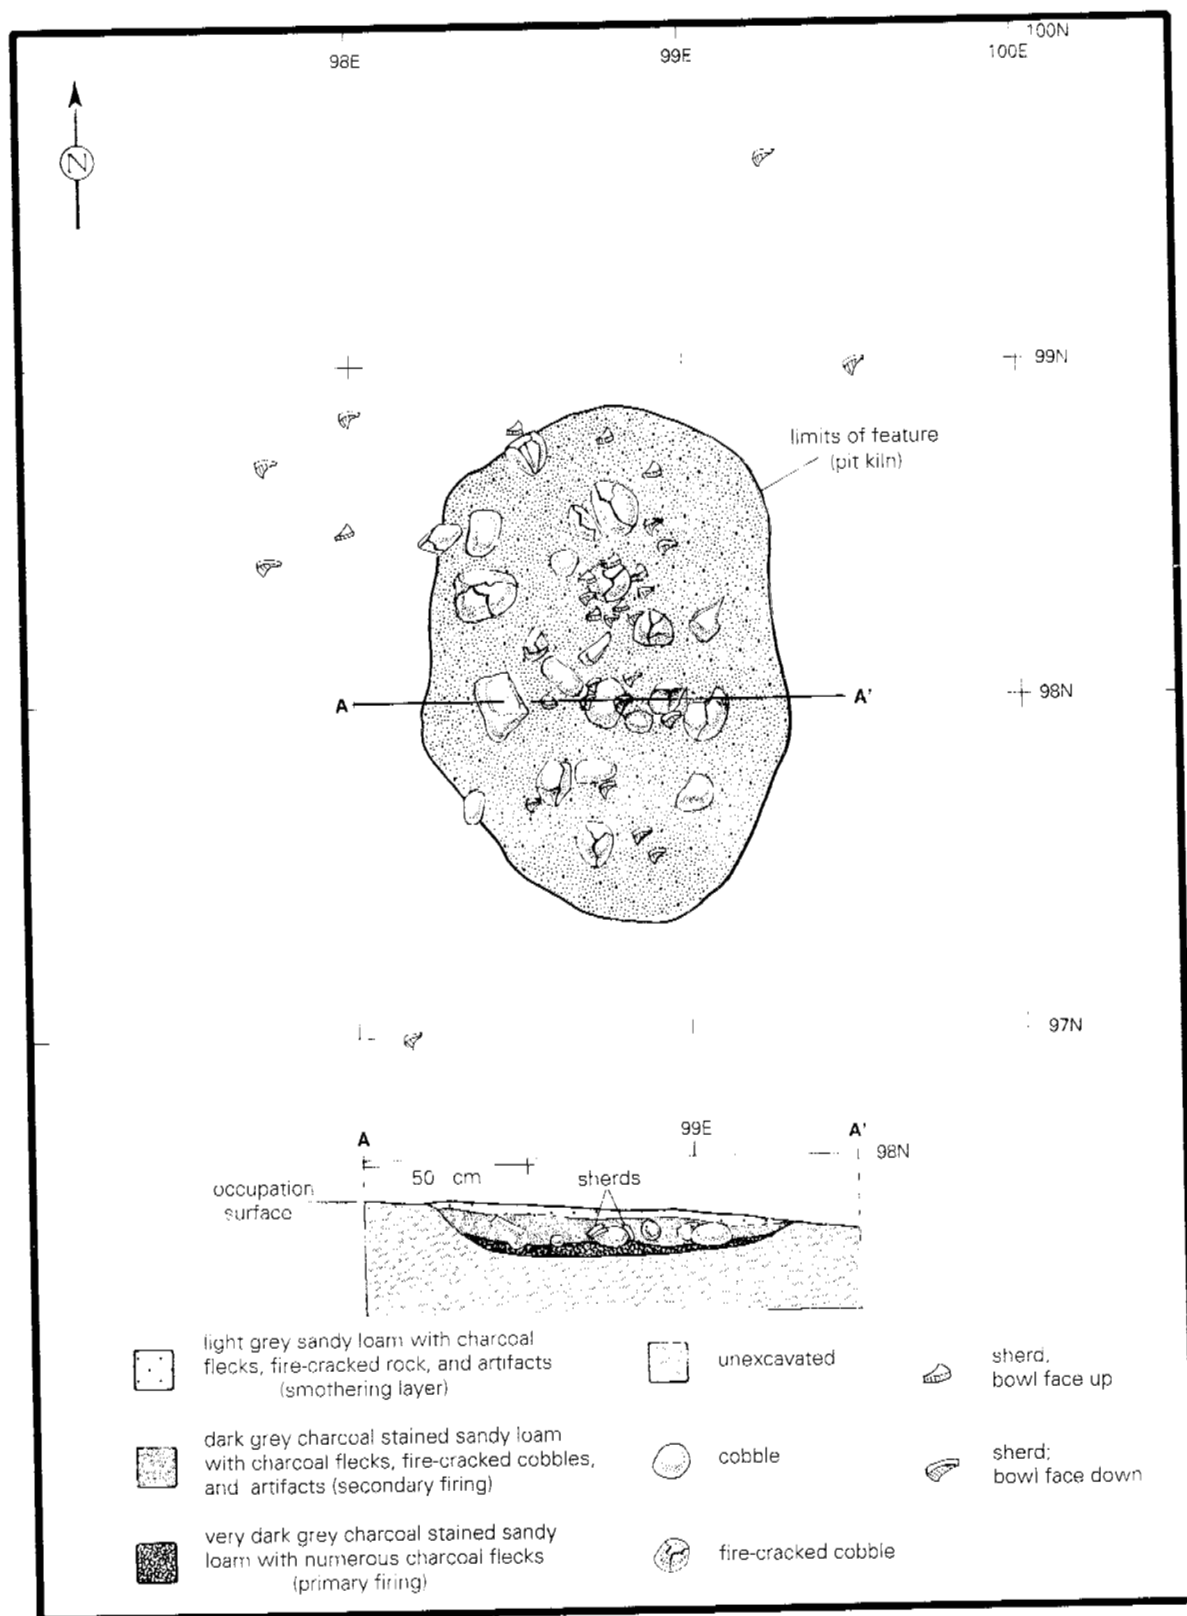 100N
98E
99E
100E
N
99N
limits of feature
(pit kiln)
A
A'
98N
97N
A
99E
A'
98N
50 cm
sherds
occupation
surface
light grey sandy loam with charcoal
flecks, fire-cracked rock, and artifacts
(smothering layer)
unexcavated
sherd,
bowl face up
dark grey charcoal stained sandy loam
with charcoal flecks, fire-cracked cobbles,
and artifacts (secondary firing)
cobble
sherd;
bowl face down
very dark grey charcoal stained sandy
loam with numerous charcoal flecks
(primary firing)
fire-cracked cobble